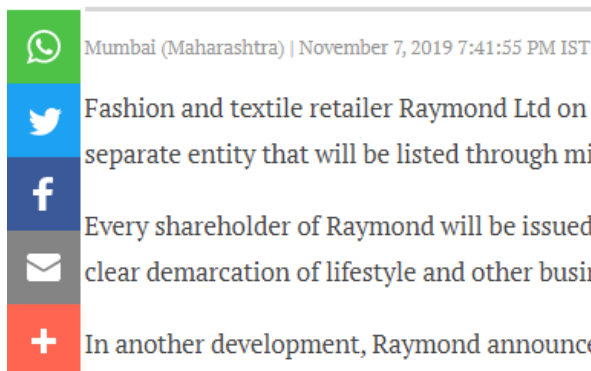 Mumbai (Maharashtra) | November 7, 2019 7:41:55 PM IST
Fashion and textile retailer Raymond Ltd on
separate entity that will be listed through mi
Every shareholder of Raymond will be issued
clear demarcation of lifestyle and other busi
In another development, Raymond announce